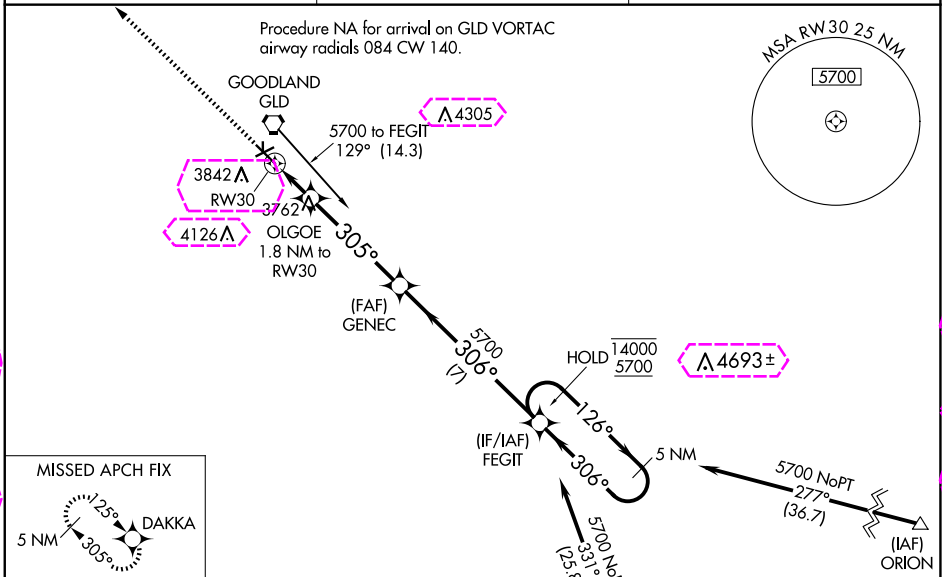 Procedure NA for arrival on GLD VORTAC
airway radials 084 CW 140.
MSA RW30 25 NM
5700
GOODLAND
GLD
4305
5700 to FEGIT
129° (14.3)
3842
RW30
3762
4126
OLGOE
1.8 NM to
RW30
305°
(FAF)
GENEC
5700
306°
(7)
HOLD
14000
5700
4693±
126°
(IF/IAF)
FEGIT
306°
5 NM
5700 NoPT
277°
(36.7)
(IAF)
ORION
331°
MISSED APCH FIX
125°
DAKKA
5 NM
305°